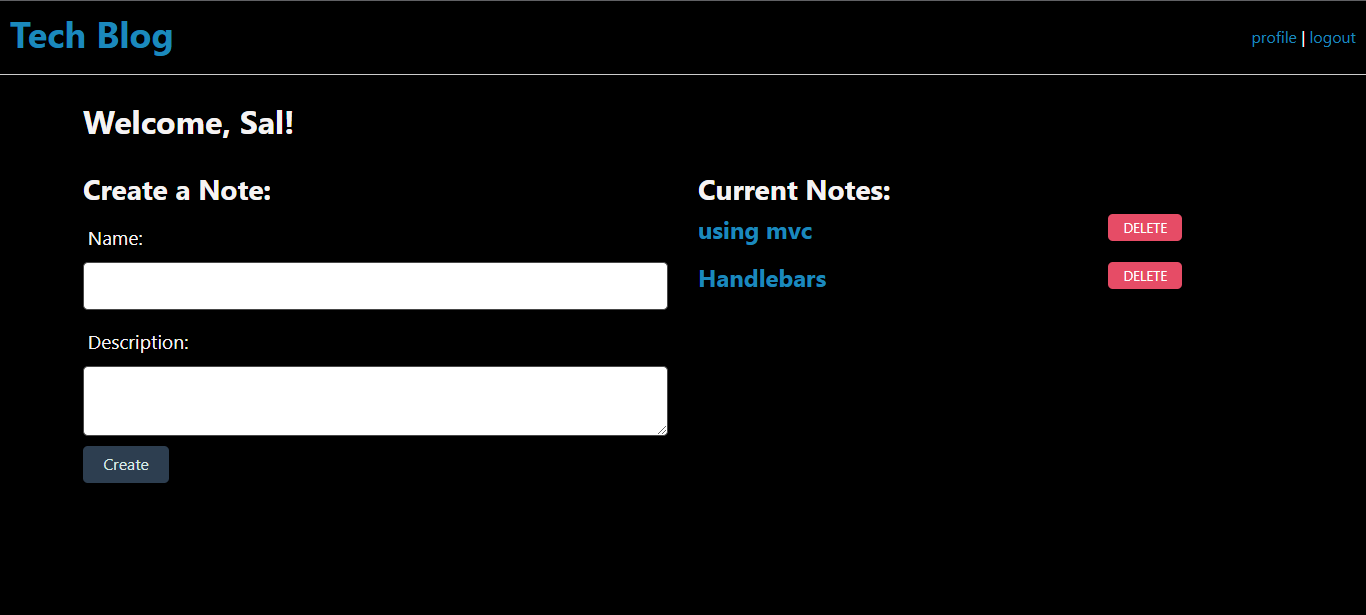 Tech Blog
profile | logout
Welcome, Sal!
Create a Note:
Name:
Description:
Create
Current Notes:
using mvc DELETE
Handlebars DELETE